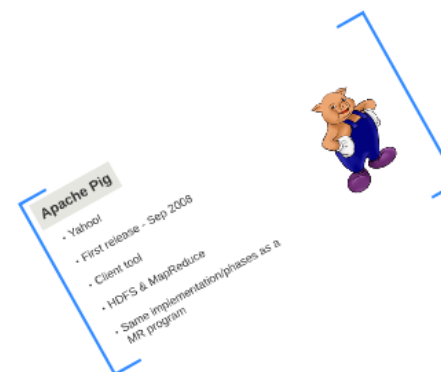 Apache Pig
• Yahoo!
• First release - Sep 2008
• Client tool
• HDFS & MapReduce
• Same implementation/phases as a
MR program